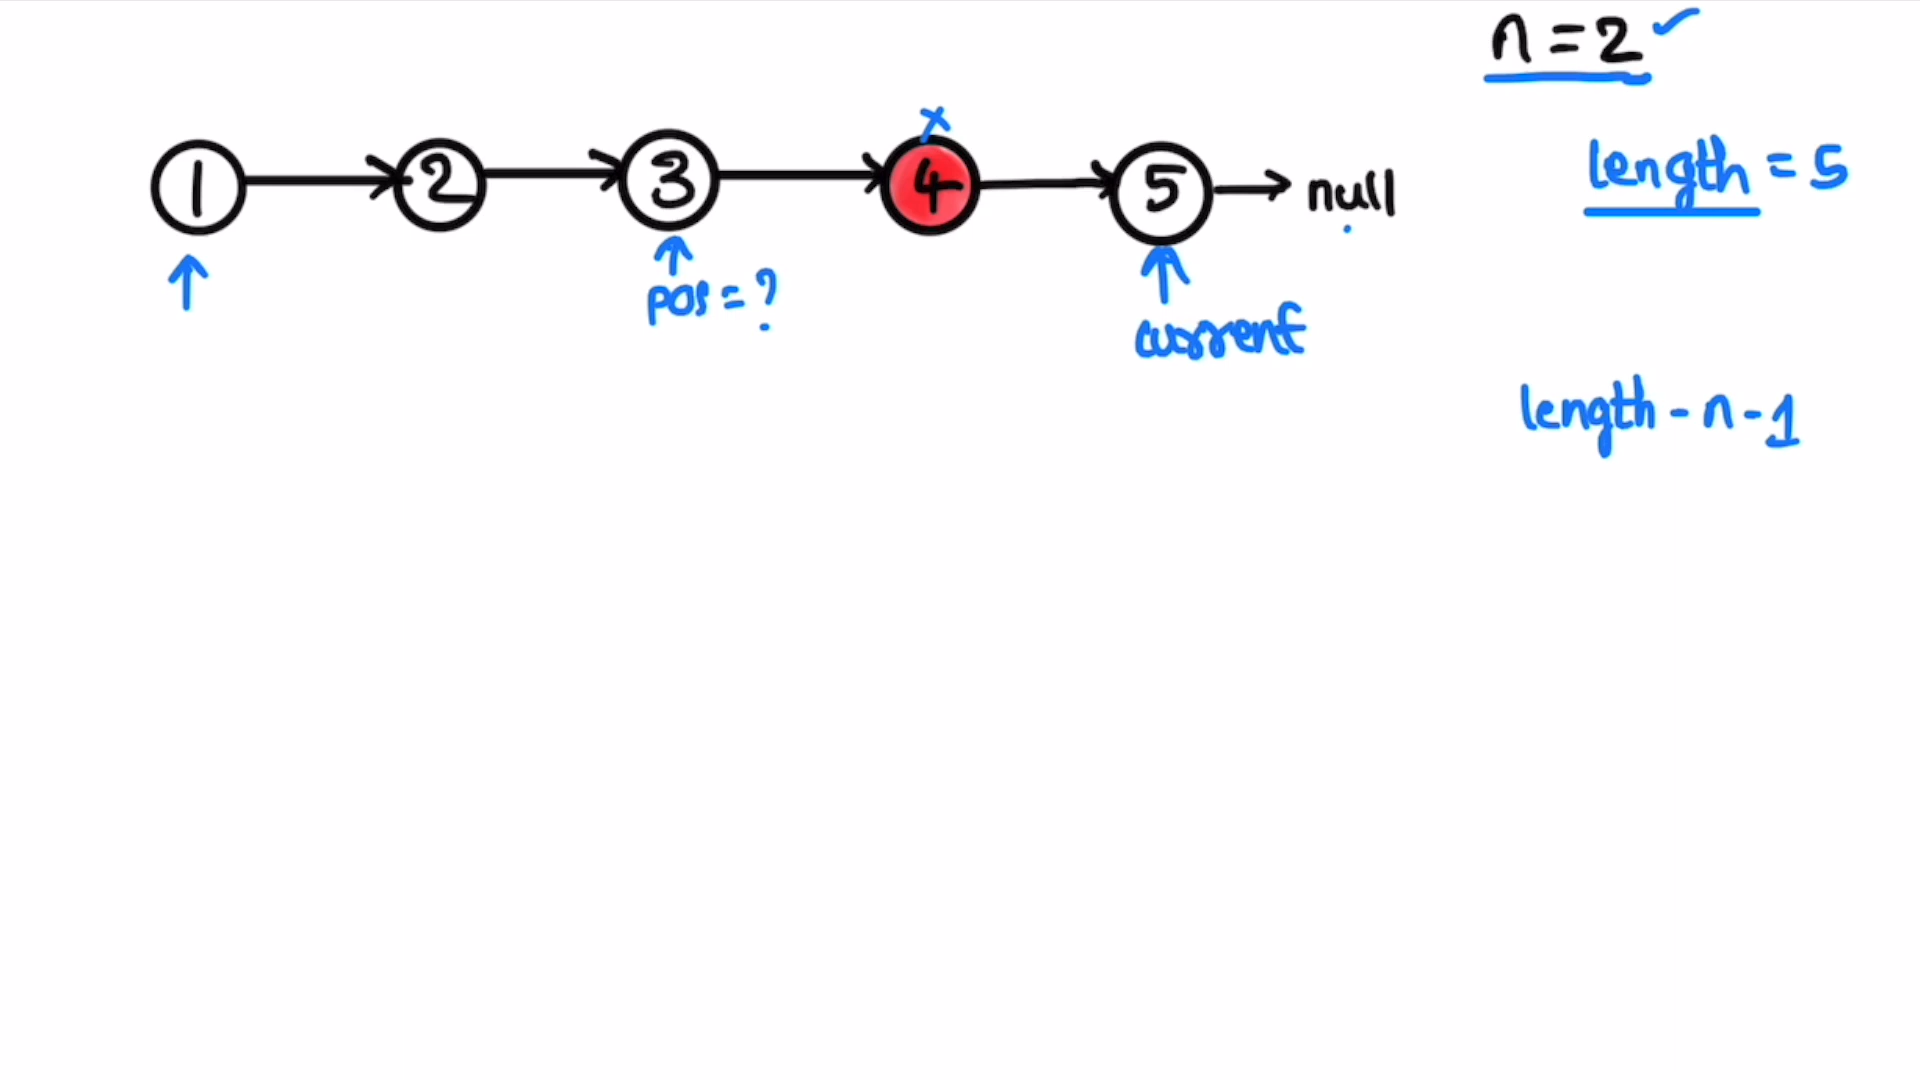 n = 2 ✓
length = 5
x
1 → 2 → 3 → 4 → 5 → null
pos = ?
current
length - n - 1